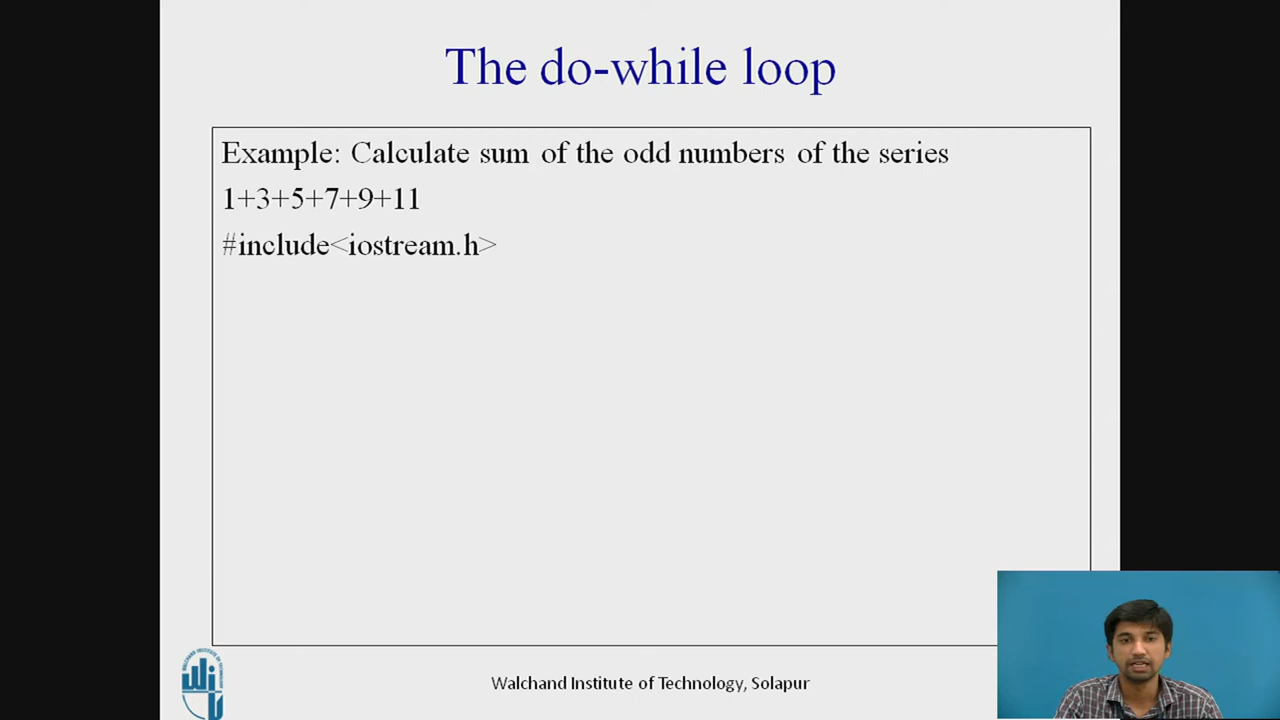 The do-while loop
Example: Calculate sum of the odd numbers of the series
1+3+5+7+9+11
#include<iostream.h>
Walchand Institute of Technology, Solapur